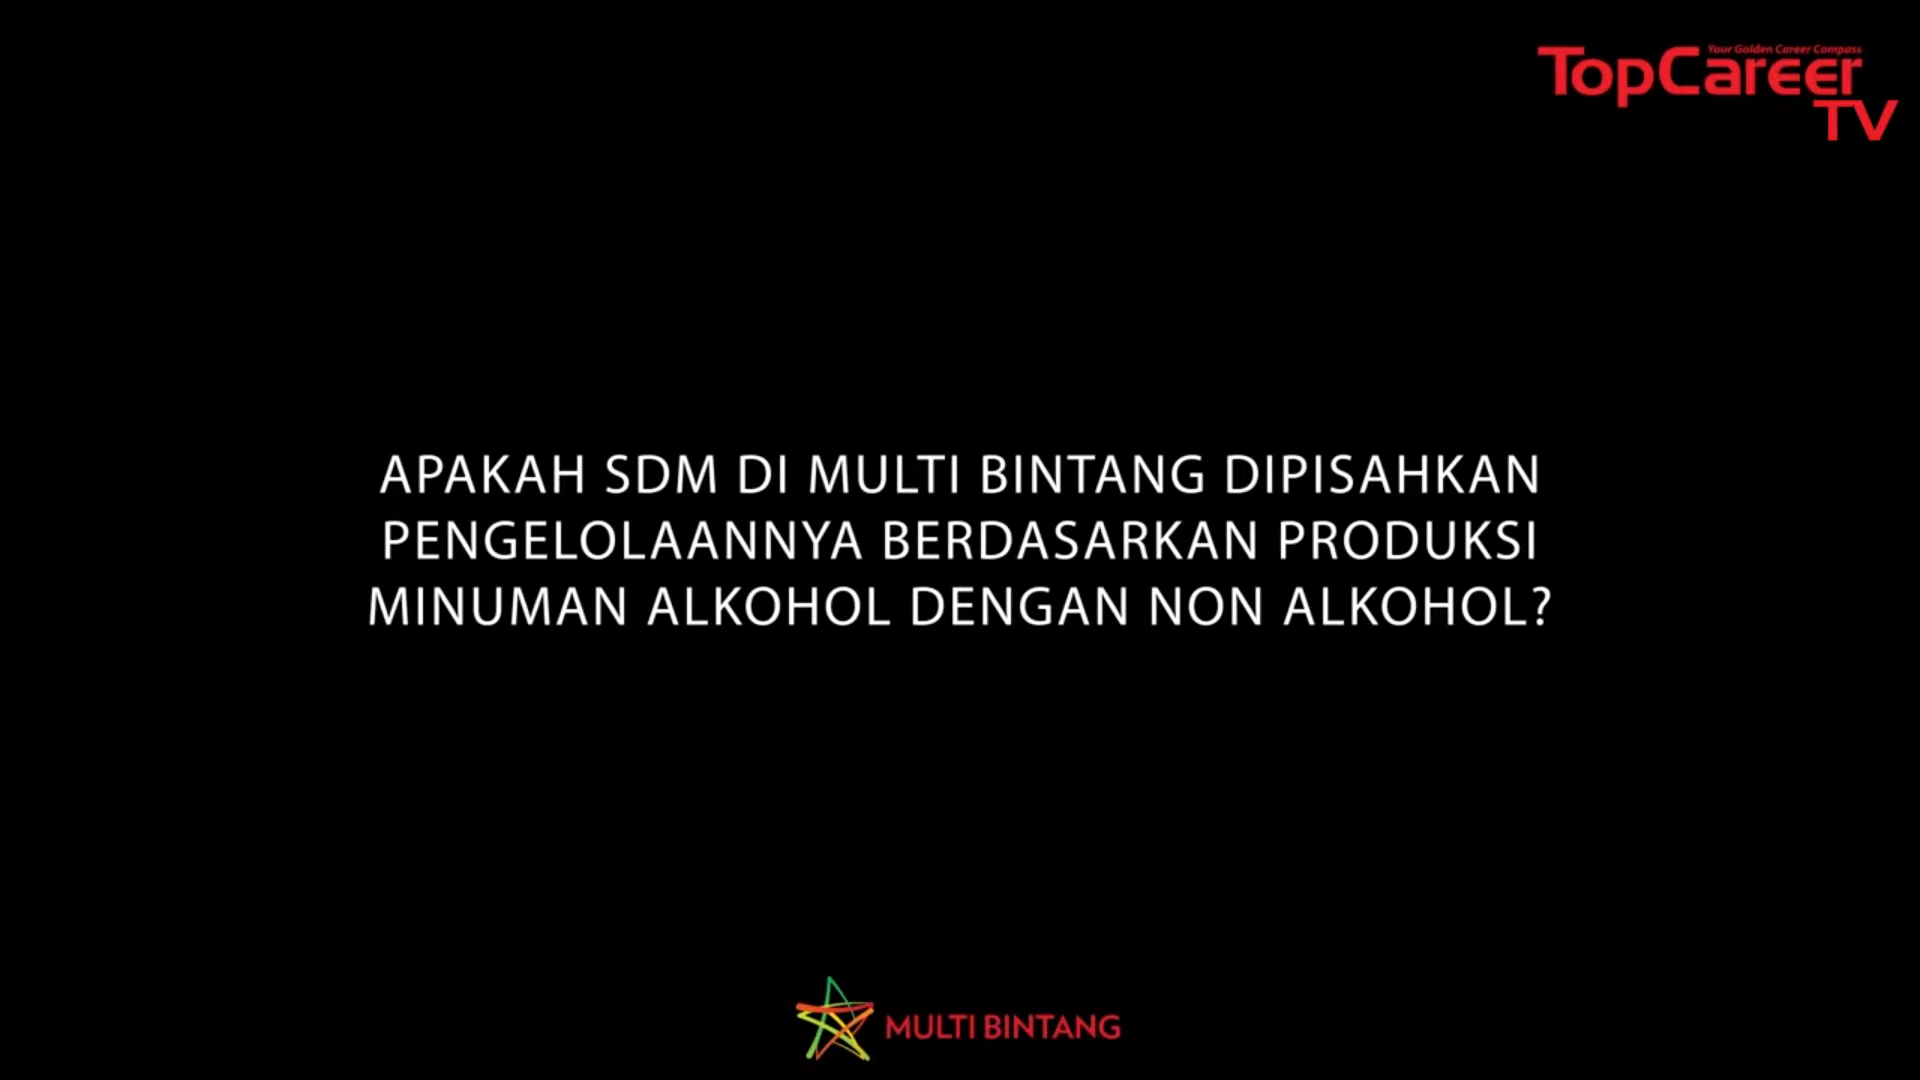 Your Golden Career Compass
TopCareer
TV
APAKAH SDM DI MULTI BINTANG DIPISAHKAN
PENGELOLAANNYA BERDASARKAN PRODUKSI
MINUMAN ALKOHOL DENGAN NON ALKOHOL?
MULTI BINTANG